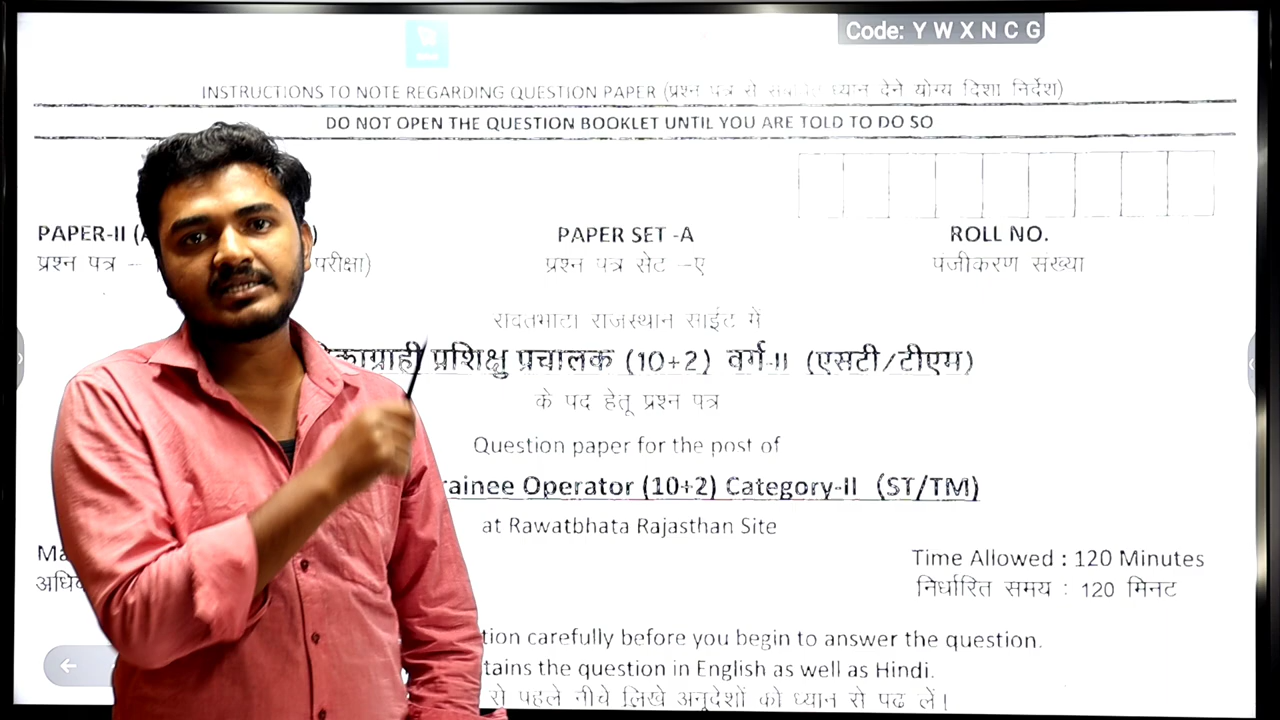 Code: Y W X N C G
INSTRUCTIONS TO NOTE REGARDING QUESTION PAPER (प्रश्न पत्र से ध्यान देने योग्य दिशा निर्देश)
DO NOT OPEN THE QUESTION BOOKLET UNTIL YOU ARE TOLD TO DO SO
PAPER-II ( )
PAPER SET -A
ROLL NO.
प्रश्न पत्र – परीक्षा)
प्रश्न पत्र सेट –ए
पंजीकरण संख्या
रावतभाटा राजस्थान साईट में
प्रशिक्षु प्रचालक (10+2) वर्ग-II (एसटी/टीएम)
के पद हेतू प्रश्न पत्र
Question paper for the post of
Operator (10+2) Category-II (ST/TM)
at Rawatbhata Rajasthan Site
Time Allowed : 120 Minutes
निर्धारित समय : 120 मिनट
carefully before you begin to answer the question.
the question in English as well as Hindi.
से पहले नीचे लिखे अनुदेशों को ध्यान से पढ लें।